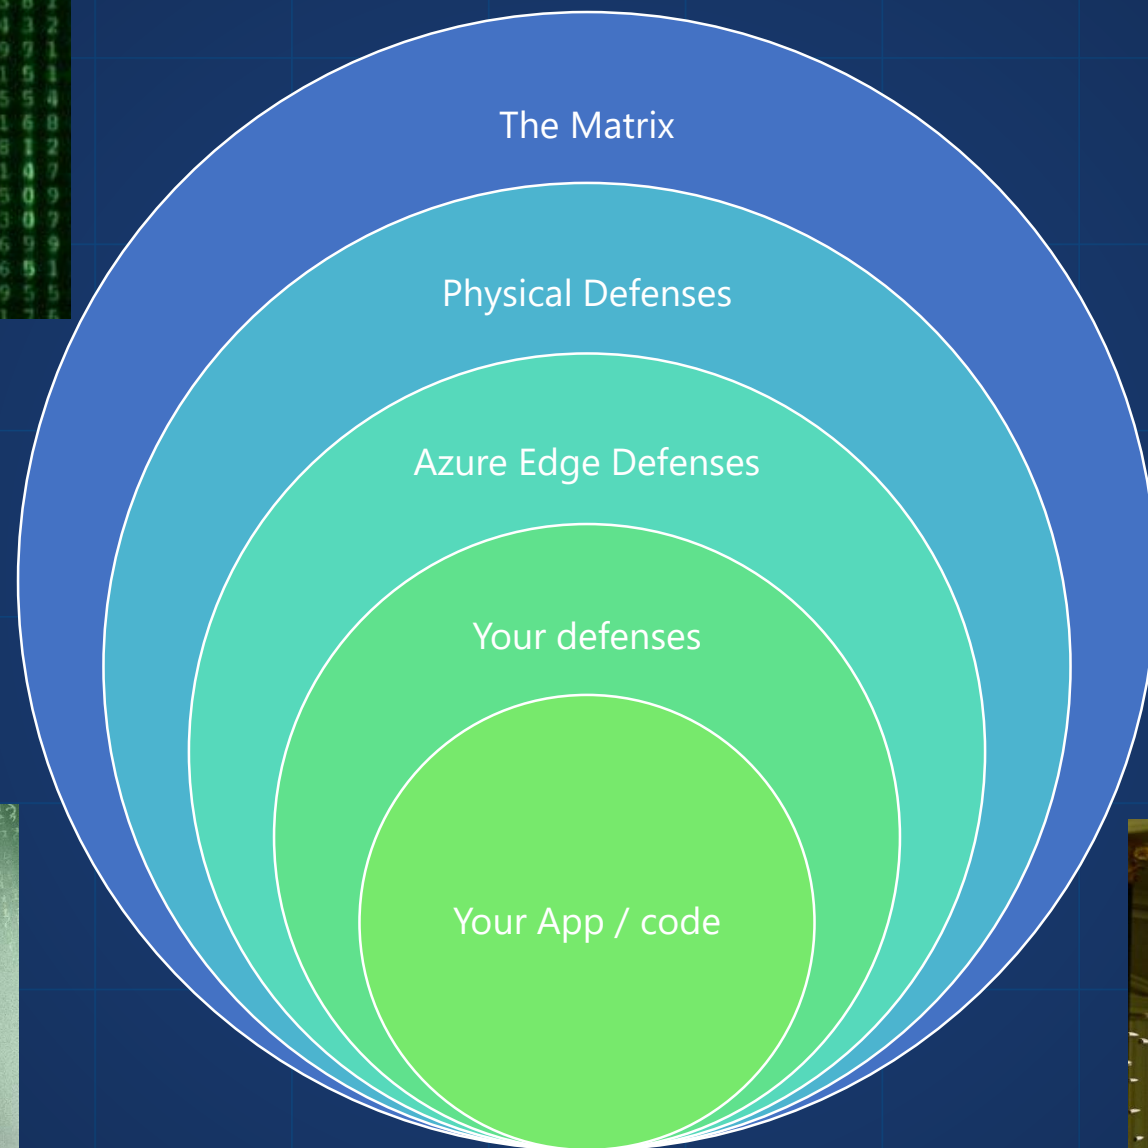 The Matrix
Physical Defenses
Azure Edge Defenses
Your defenses
Your App / code